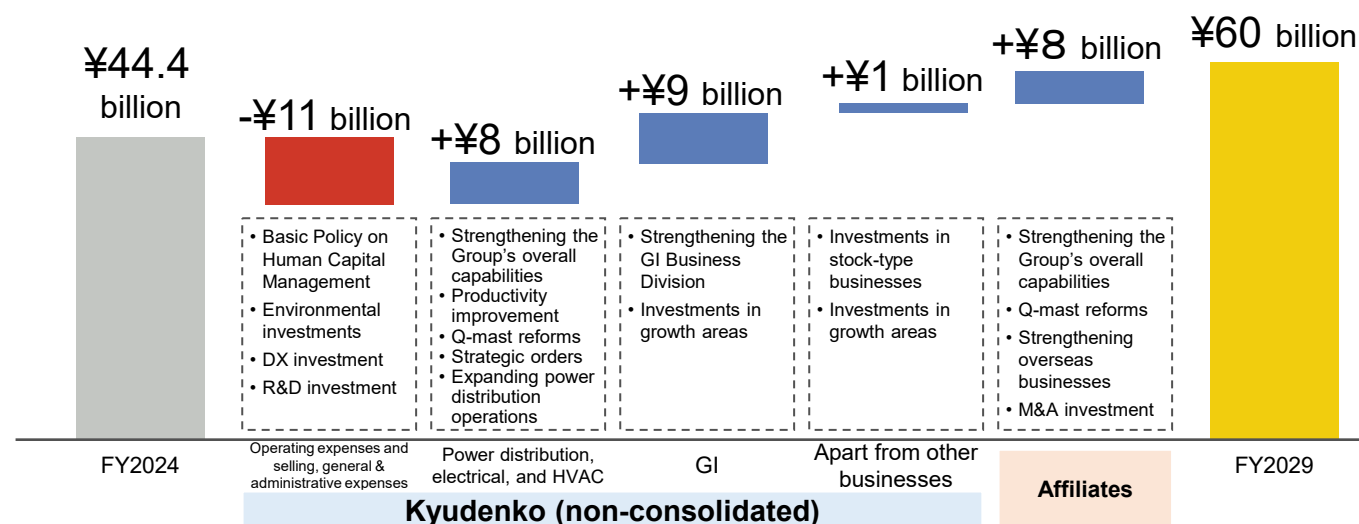 ¥44.4
billion
-¥11 billion
+¥8 billion
+¥9 billion
+¥1 billion
+¥8 billion
¥60 billion
• Basic Policy on
Human Capital
Management
• Environmental
investments
• DX investment
• R&D investment
• Strengthening the
Group's overall
capabilities
• Productivity
improvement
• Q-mast reforms
• Strategic orders
• Expanding power
distribution
operations
• Strengthening the
GI Business
Division
• Investments in
growth areas
• Investments in
stock-type
businesses
• Investments in
growth areas
• Strengthening the
Group's overall
capabilities
• Q-mast reforms
• Strengthening
overseas
businesses
• M&A investment
FY2024
Operating expenses and
selling, general &
administrative expenses
Power distribution,
electrical, and HVAC
GI
Apart from other
businesses
Affiliates
FY2029
Kyudenko (non-consolidated)